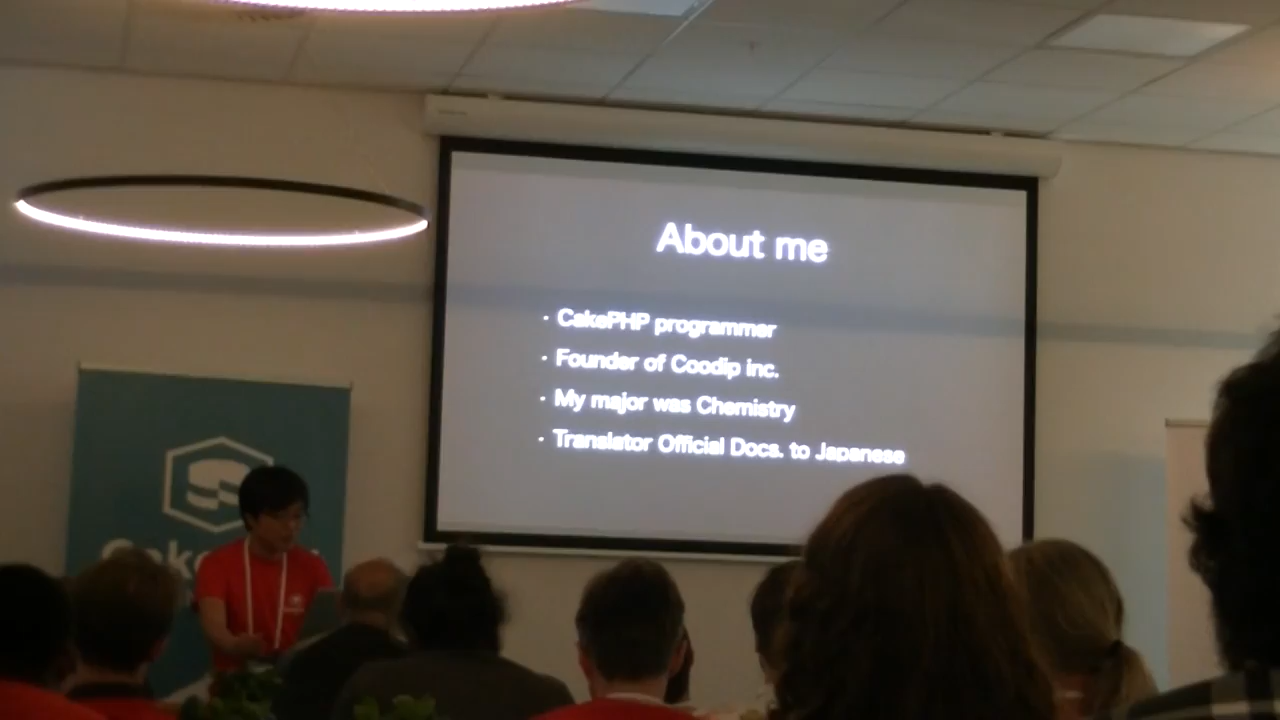 About me
· CakePHP programmer
· Founder of Coodip inc.
· My major was Chemistry
· Translator Official Docs. to Japanese